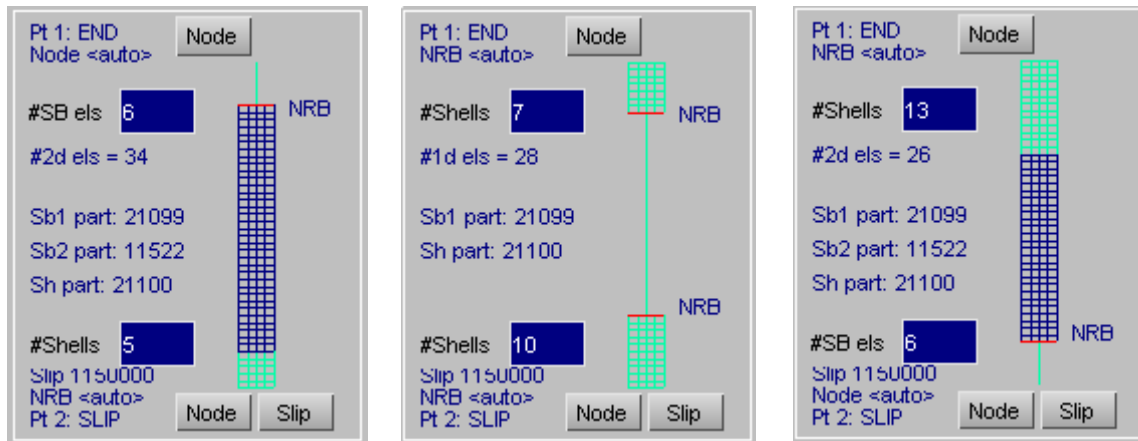 Pt 1: END
Node <auto>
Node
#SB els 6
NRB
#2d els = 34
Sb1 part: 21099
Sb2 part: 11522
Sh part: 21100
#Shells 5
Slip 1150000
NRB <auto>
Pt 2: SLIP
Node
Slip
Pt 1: END
NRB <auto>
Node
#Shells 7
NRB
#1d els = 28
Sb1 part: 21099
Sh part: 21100
NRB
#Shells 10
Slip 1150000
NRB <auto>
Pt 2: SLIP
Node
Slip
Pt 1: END
NRB <auto>
Node
#Shells 13
#2d els = 26
Sb1 part: 21099
Sb2 part: 11522
Sh part: 21100
NRB
#SB els 6
Slip 1150000
Node <auto>
Pt 2: SLIP
Node
Slip